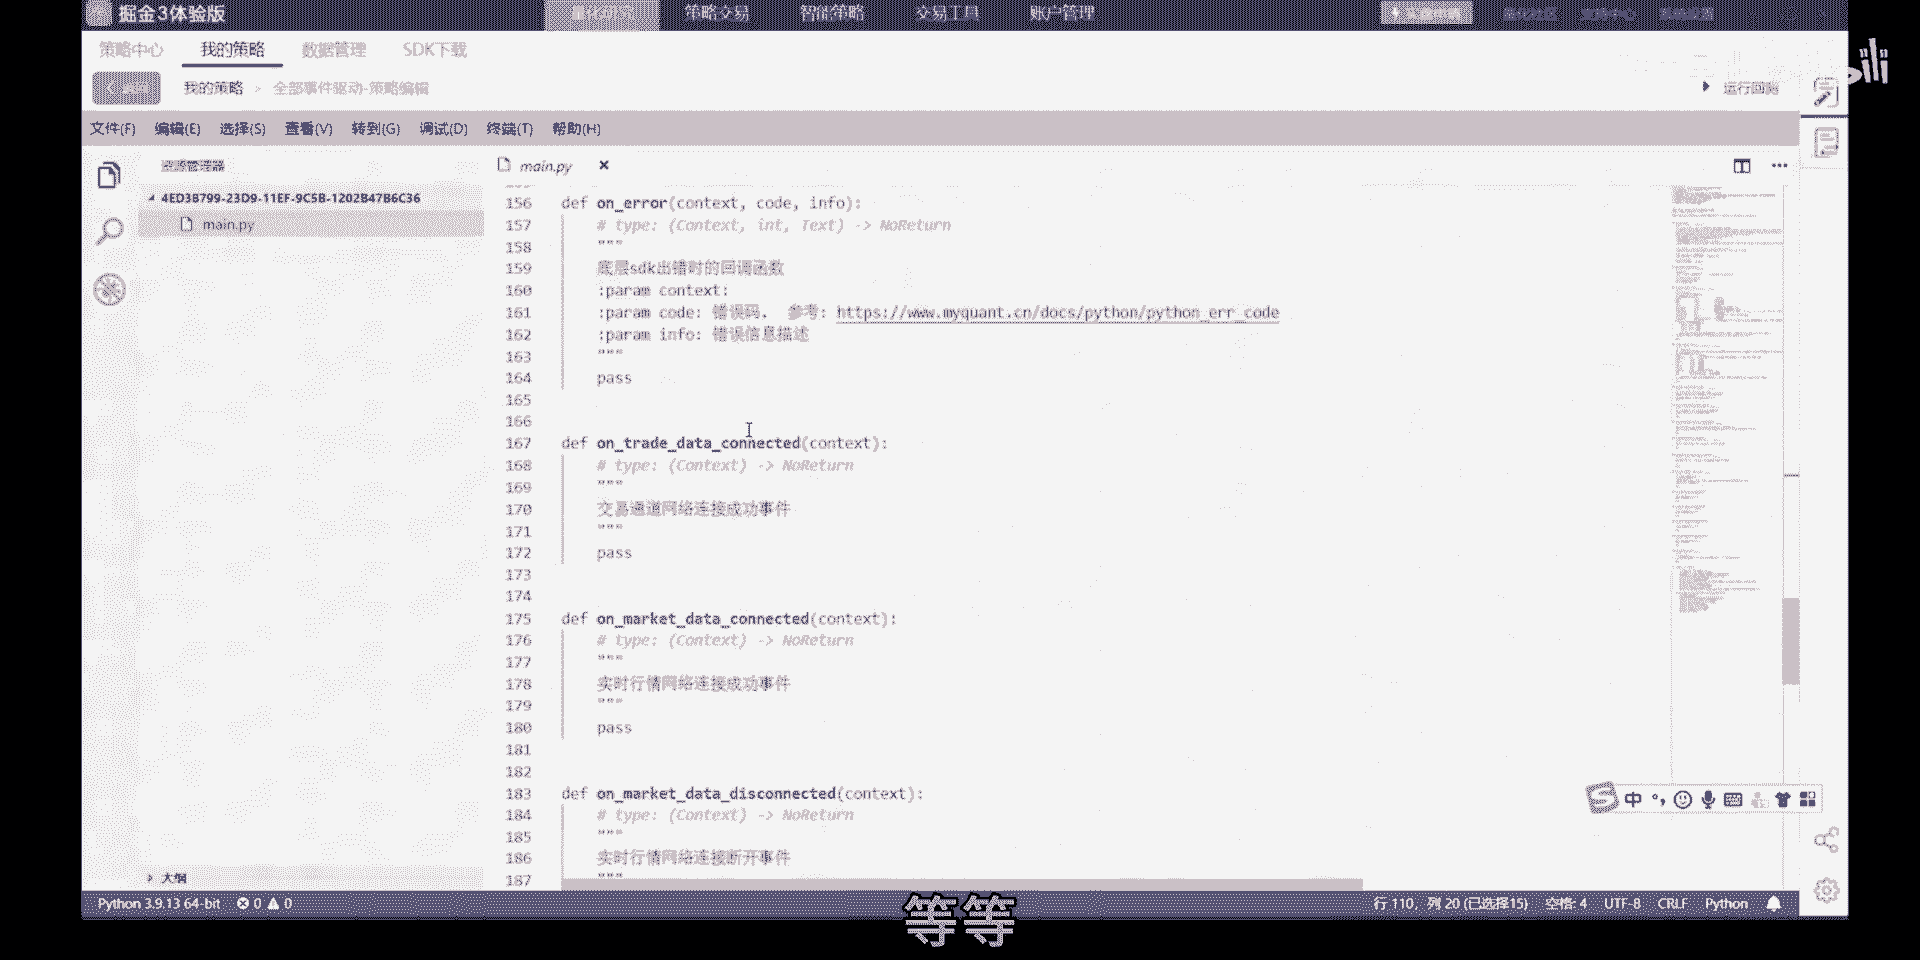 掘金3体验版
策略交易 智能策略 交易工具 账户管理
策略中心 我的策略 数据管理 SDK下载
我的策略 > 全部事件驱动-策略编辑
运行回测
文件(F) 编辑(E) 选择(S) 查看(V) 转到(G) 调试(D) 终端(T) 帮助(H)
资源管理器
main.py
main.py
156 def on_error(context, code, info):
157 # type: (Context, int, Text) -> NoReturn
158 """
159 底层sdk出错时的回调函数
160 :param context:
161 :param code: 错误码. 参考: https://www.myquant.cn/docs/python/python_err_code
162 :param info: 错误信息描述
163 """
164 pass
165
166
167 def on_trade_data_connected(context):
168 # type: (Context) -> NoReturn
169 """
170 交易通道网络连接成功事件
171 """
172 pass
173
174
175 def on_market_data_connected(context):
176 # type: (Context) -> NoReturn
177 """
178 实时行情网络连接成功事件
179 """
180 pass
181
182
183 def on_market_data_disconnected(context):
184 # type: (Context) -> NoReturn
185 """
186 实时行情网络连接断开事件
187 """
大纲
中
Python 3.9.13 64-bit 0 0
行 110, 列 20 (已选择15) 空格: 4 UTF-8 CRLF Python
等等